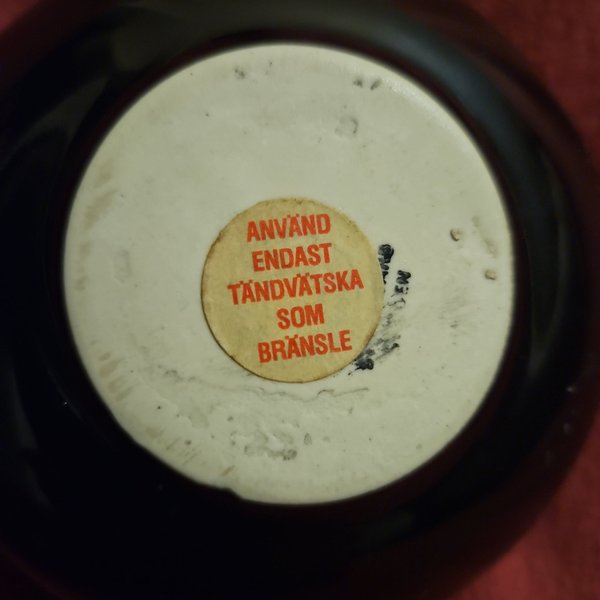 ANVÄND
ENDAST
TÄNDVÄTSKA
SOM
BRÄNSLE